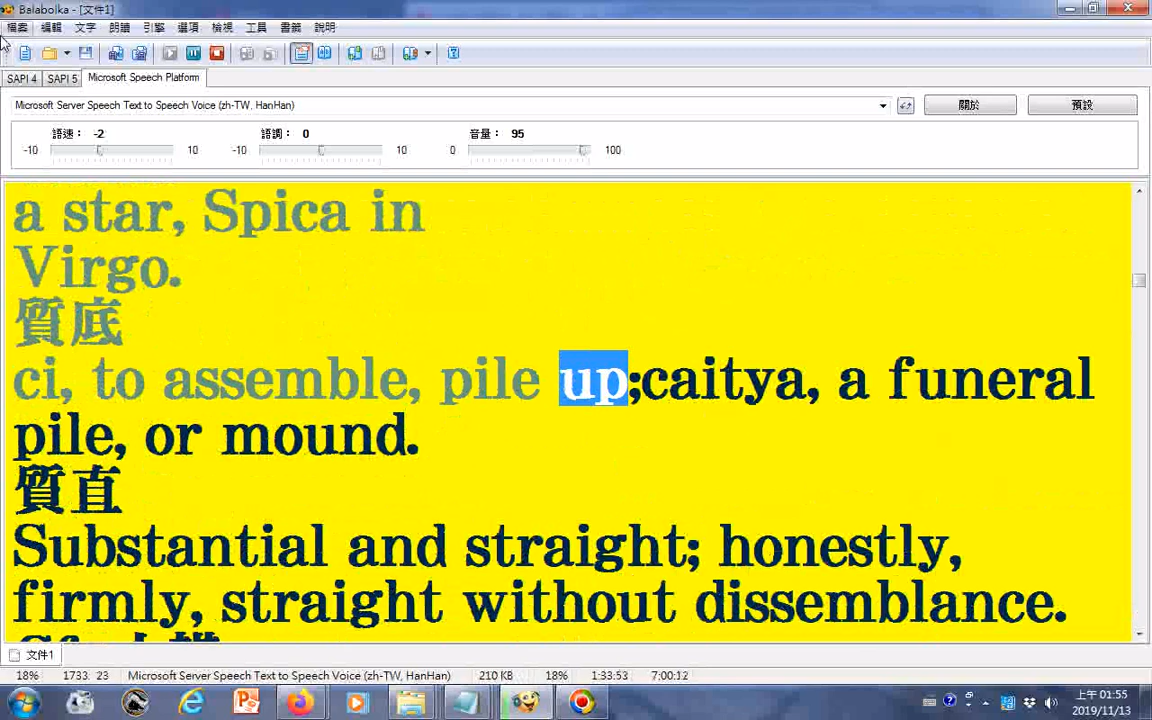 Balabolka - [文件1]
檔案 編輯 文字 朗讀 引擎 選項 檢視 工具 書籤 說明
SAPI 4 SAPI 5 Microsoft Speech Platform
Microsoft Server Speech Text to Speech Voice (zh-TW, HanHan) 關於 預設
語速： -2 語調： 0 音量： 95
-10 10 -10 10 0 100
a star, Spica in
Virgo.
質底
ci, to assemble, pile up;caitya, a funeral
pile, or mound.
質直
Substantial and straight; honestly,
firmly, straight without dissemblance.
文件1
18% 1733: 23 Microsoft Server Speech Text to Speech Voice (zh-TW, HanHan) 210 KB 18% 1:33:53 7:00:12
上午 01:55
2019/11/13